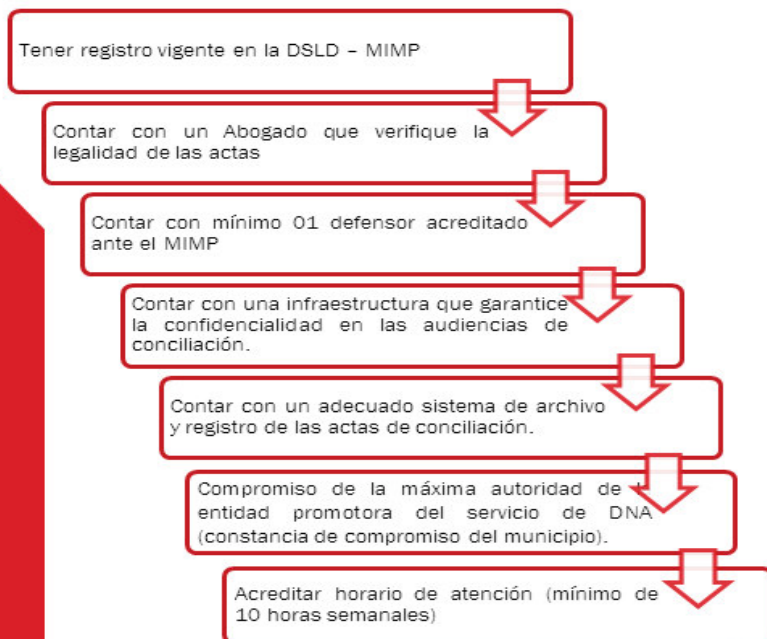 Tener registro vigente en la DSLD – MIMP
Contar con un Abogado que verifique la
legalidad de las actas
Contar con mínimo 01 defensor acreditado
ante el MIMP
Contar con una infraestructura que garantice
la confidencialidad en las audiencias de
conciliación.
Contar con un adecuado sistema de archivo
y registro de las actas de conciliación.
Compromiso de la máxima autoridad de
entidad promotora del servicio de DNA
(constancia de compromiso del municipio).
Acreditar horario de atención (mínimo de
10 horas semanales)